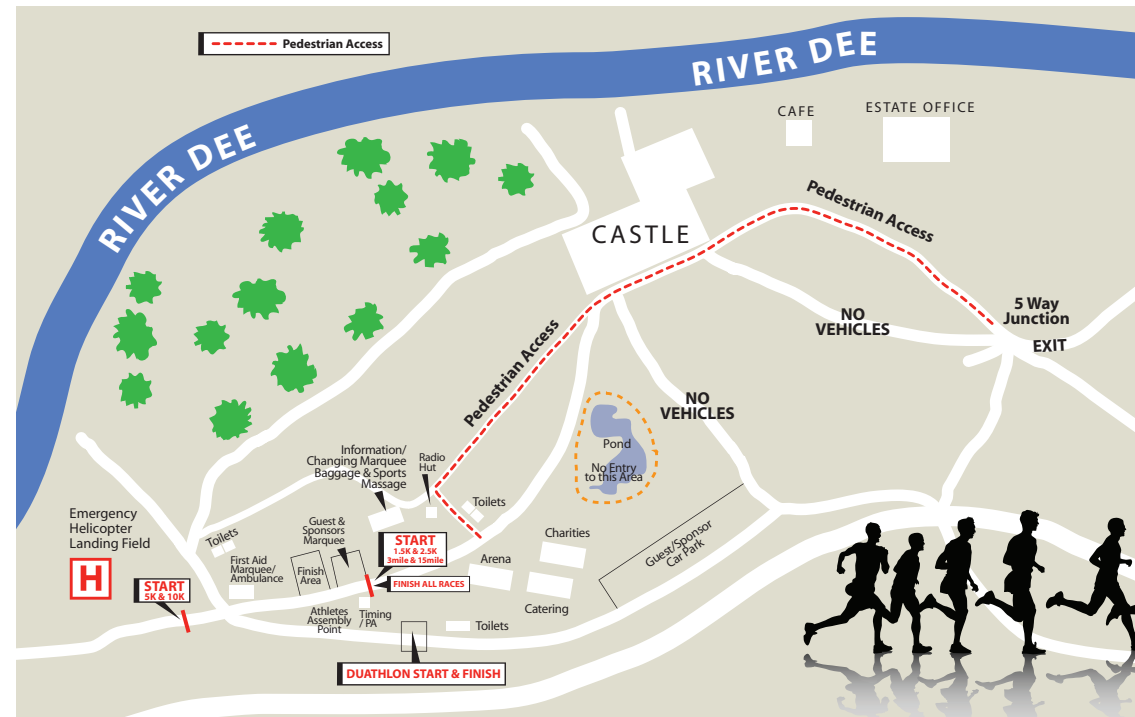 Pedestrian Access
RIVER DEE
RIVER DEE
CAFE
ESTATE OFFICE
Pedestrian Access
CASTLE
NO
VEHICLES
5 Way
Junction
EXIT
Pedestrian Access
NO
VEHICLES
Pond
No Entry
to this Area
Information/
Changing Marquee
Baggage & Sports
Massage
Radio
Hut
Toilets
Emergency
Helicopter
Landing Field
H
Toilets
Guest &
Sponsors
Marquee
START
1.5K & 2.5K
3mile & 15mile
FINISH ALL RACES
Charities
Arena
Guest/Sponsor
Car Park
First Aid
Marquee/
Ambulance
Finish
Area
START
5K & 10K
Athletes
Assembly
Point
Timing
/ PA
Catering
Toilets
DUATHLON START & FINISH